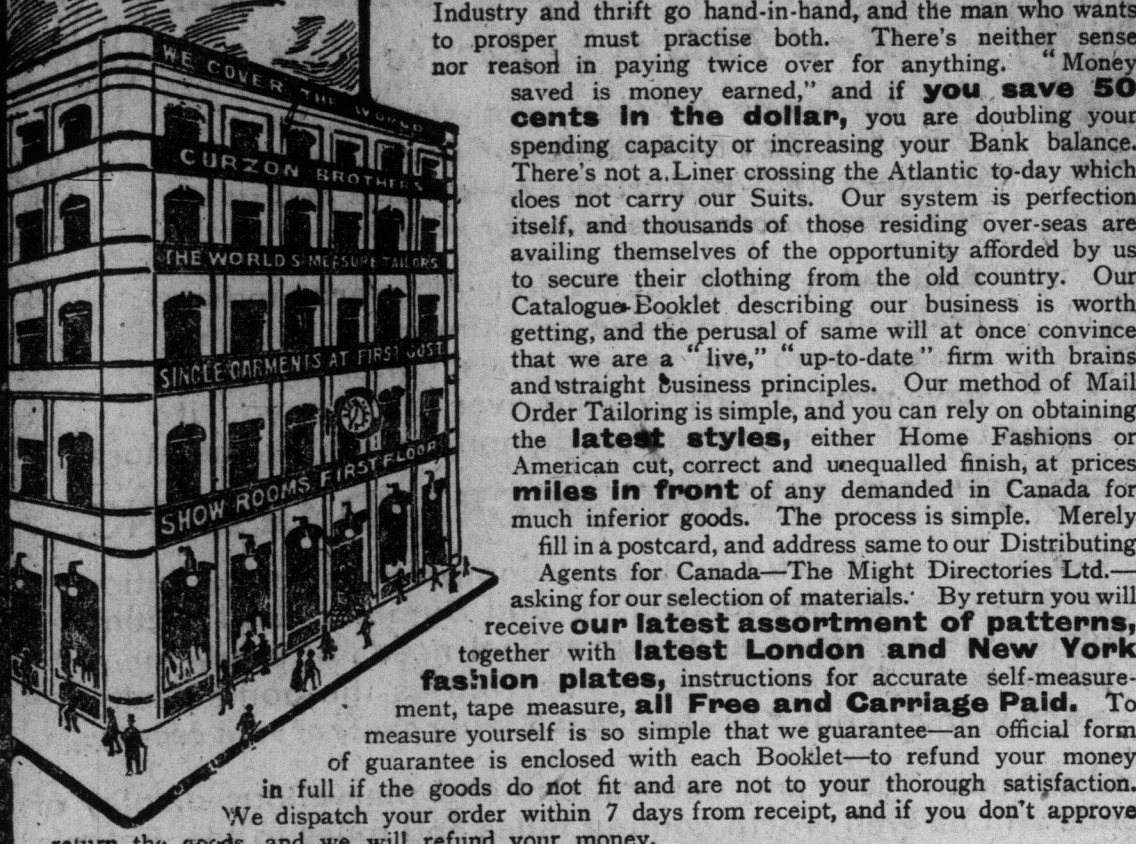 WE COVER THE WORLD
CURZON BROTHERS
THE WORLD'S MEASURE TAILORS
SINGLE GARMENTS AT FIRST COST
SHOW ROOMS FIRST FLOOR
Industry and thrift go hand-in-hand, and the man who wants
to prosper must practise both. There's neither sense
nor reason in paying twice over for anything. "Money
saved is money earned," and if you save 50
cents in the dollar, you are doubling your
spending capacity or increasing your Bank balance.
There's not a Liner crossing the Atlantic to-day which
does not carry our Suits. Our system is perfection
itself, and thousands of those residing over-seas are
availing themselves of the opportunity afforded by us
to secure their clothing from the old country. Our
Catalogue-Booklet describing our business is worth
getting, and the perusal of same will at once convince
that we are a "live," "up-to-date" firm with brains
and straight business principles. Our method of Mail
Order Tailoring is simple, and you can rely on obtaining
the latest styles, either Home Fashions or
American cut, correct and unequalled finish, at prices
miles in front of any demanded in Canada for
much inferior goods. The process is simple. Merely
fill in a postcard, and address same to our Distributing
Agents for Canada—The Might Directories Ltd.—
asking for our selection of materials. By return you will
receive our latest assortment of patterns,
together with latest London and New York
fashion plates, instructions for accurate self-measure-
ment, tape measure, all Free and Carriage Paid. To
measure yourself is so simple that we guarantee—an official form
of guarantee is enclosed with each Booklet—to refund your money
in full if the goods do not fit and are not to your thorough satisfaction.
We dispatch your order within 7 days from receipt, and if you don't approve
return the goods, and we will refund your money.